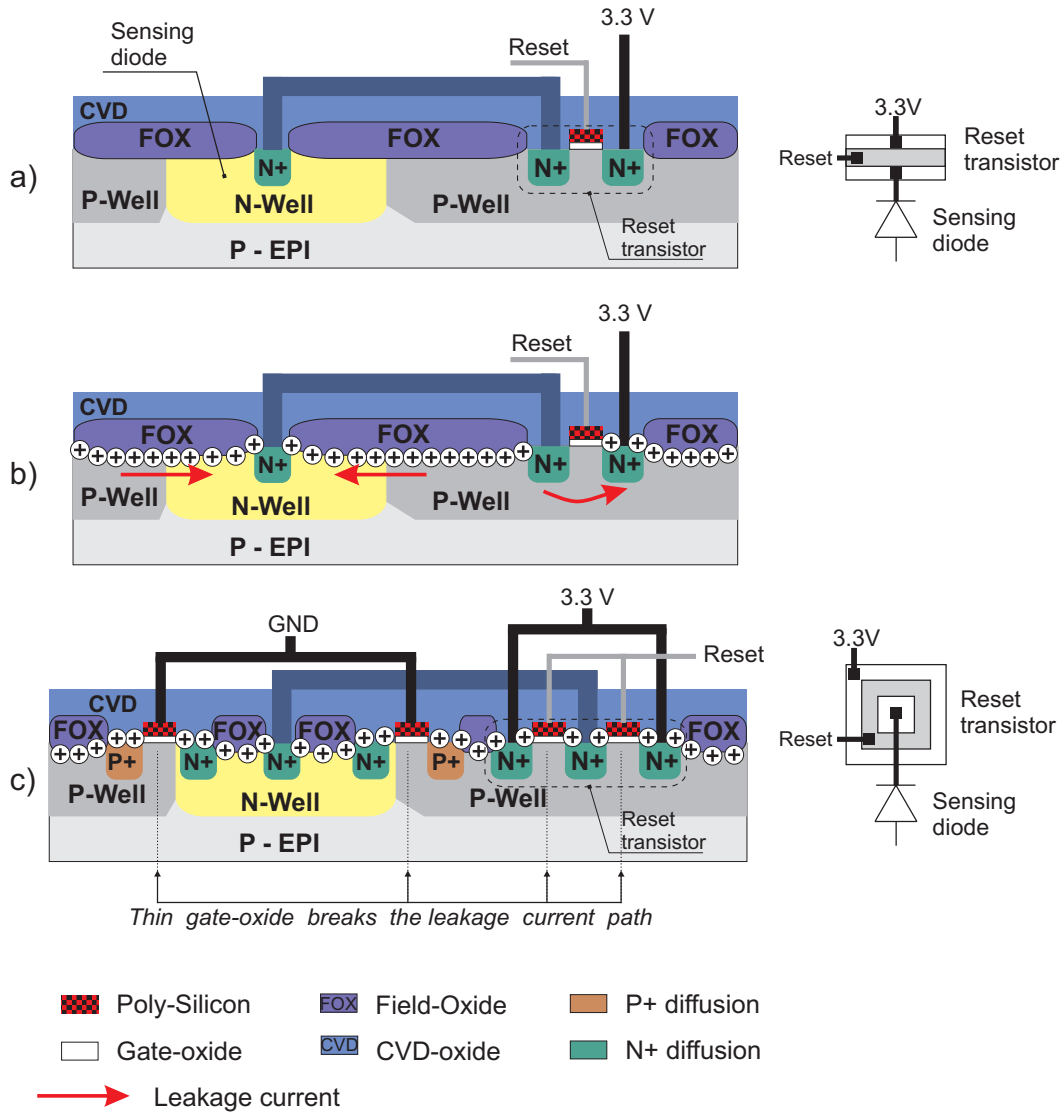 a)
Sensing
diode
Reset
3.3 V
CVD
FOX
FOX
FOX
N+
N+
N+
P-Well
N-Well
P-Well
P - EPI
Reset
transistor
3.3V
Reset
Reset
transistor
Sensing
diode
b)
3.3 V
Reset
CVD
FOX
FOX
FOX
+ + + + + + + + + + + + + + + + + + + + + + + + + + + + +
N+
N+
N+
P-Well
N-Well
P-Well
P - EPI
c)
GND
3.3 V
Reset
CVD
FOX
FOX
FOX
FOX
+ + + + + + + + + + + + + + + + + + + + + + + +
P+
N+
N+
N+
P+
N+
N+
N+
P-Well
N-Well
P-Well
P - EPI
Reset
transistor
Thin gate-oxide breaks the leakage current path
3.3V
Reset
Reset
transistor
Sensing
diode
Poly-Silicon
FOX Field-Oxide
P+ diffusion
Gate-oxide
CVD CVD-oxide
N+ diffusion
Leakage current